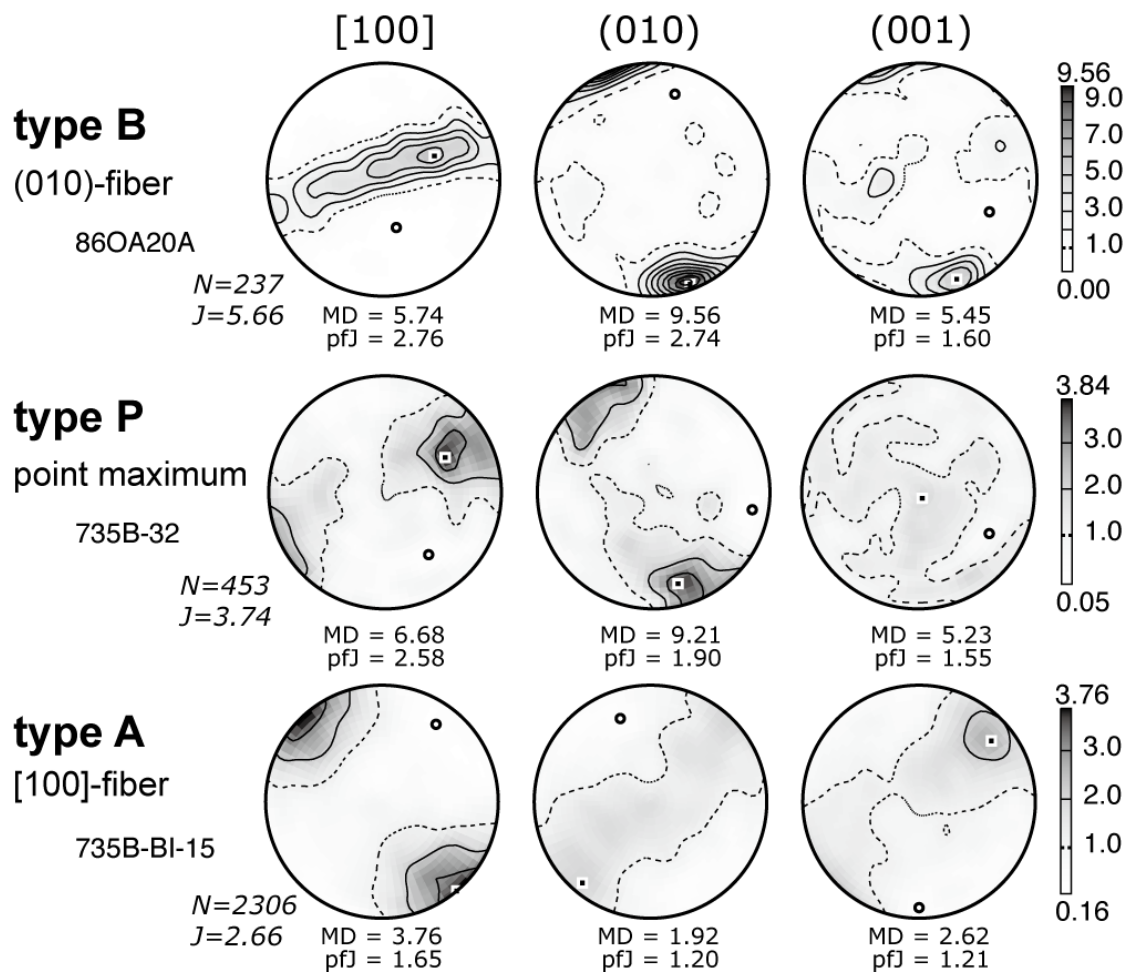 [100] (010) (001)
type B
(010)-fiber
86OA20A
N=237
J=5.66
MD = 5.74
pfJ = 2.76
MD = 9.56
pfJ = 2.74
MD = 5.45
pfJ = 1.60
9.56
9.0
7.0
5.0
3.0
1.0
0.00
type P
point maximum
735B-32
N=453
J=3.74
MD = 6.68
pfJ = 2.58
MD = 9.21
pfJ = 1.90
MD = 5.23
pfJ = 1.55
3.84
3.0
2.0
1.0
0.05
type A
[100]-fiber
735B-BI-15
N=2306
J=2.66
MD = 3.76
pfJ = 1.65
MD = 1.92
pfJ = 1.20
MD = 2.62
pfJ = 1.21
3.76
3.0
2.0
1.0
0.16